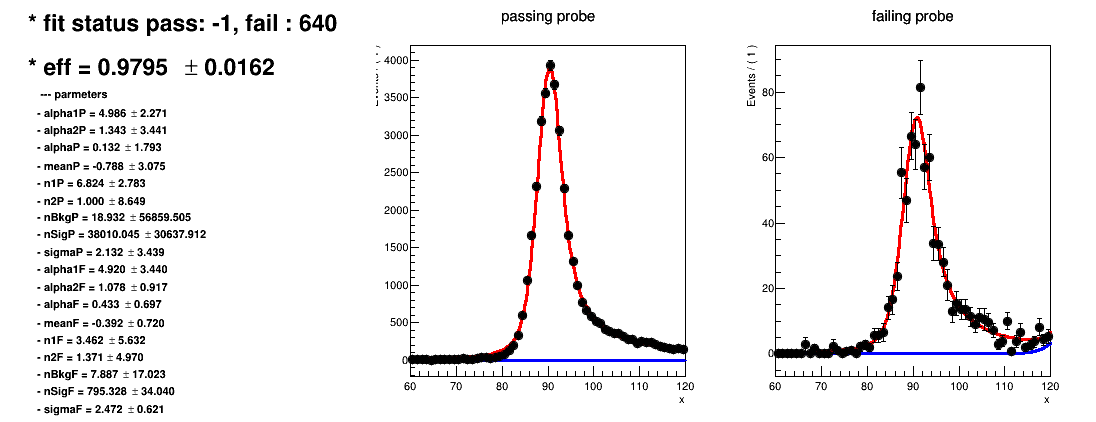 * fit status pass: -1, fail : 640
* eff = 0.9795 ± 0.0162
--- parmeters
- alpha1P = 4.986 ± 2.271
- alpha2P = 1.343 ± 3.441
- alphaP = 0.132 ± 1.793
- meanP = -0.788 ± 3.075
- n1P = 6.824 ± 2.783
- n2P = 1.000 ± 8.649
- nBkgP = 18.932 ± 56859.505
- nSigP = 38010.045 ± 30637.912
- sigmaP = 2.132 ± 3.439
- alpha1F = 4.920 ± 3.440
- alpha2F = 1.078 ± 0.917
- alphaF = 0.433 ± 0.697
- meanF = -0.392 ± 0.720
- n1F = 3.462 ± 5.632
- n2F = 1.371 ± 4.970
- nBkgF = 7.887 ± 17.023
- nSigF = 795.328 ± 34.040
- sigmaF = 2.472 ± 0.621
passing probe
4000
3500
3000
2500
2000
1500
1000
500
0
60 70 80 90 100 110 120
x
failing probe
Events / ( 1 )
80
60
40
20
0
60 70 80 90 100 110 120
x